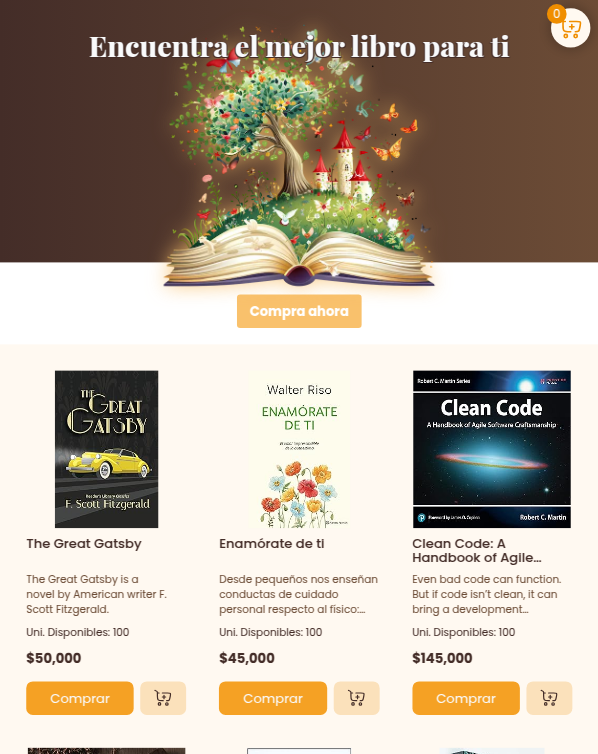 0
Encuentra el mejor libro para ti
Compra ahora
THE
GREAT
GATSBY
Reader's Library Classics
F. Scott Fitzgerald
Walter Riso
ENAMÓRATE
DE TI
Robert C. Martin Series
Clean Code
A Handbook of Agile Software Craftsmanship
Robert C. Martin
The Great Gatsby
Enamórate de ti
Clean Code: A
Handbook of Agile...
The Great Gatsby is a
novel by American writer F.
Scott Fitzgerald.
Desde pequeños nos enseñan
conductas de cuidado
personal respecto al físico:...
Even bad code can function.
But if code isn't clean, it can
bring a development...
Uni. Disponibles: 100
Uni. Disponibles: 100
Uni. Disponibles: 100
$50,000
$45,000
$145,000
Comprar
Comprar
Comprar